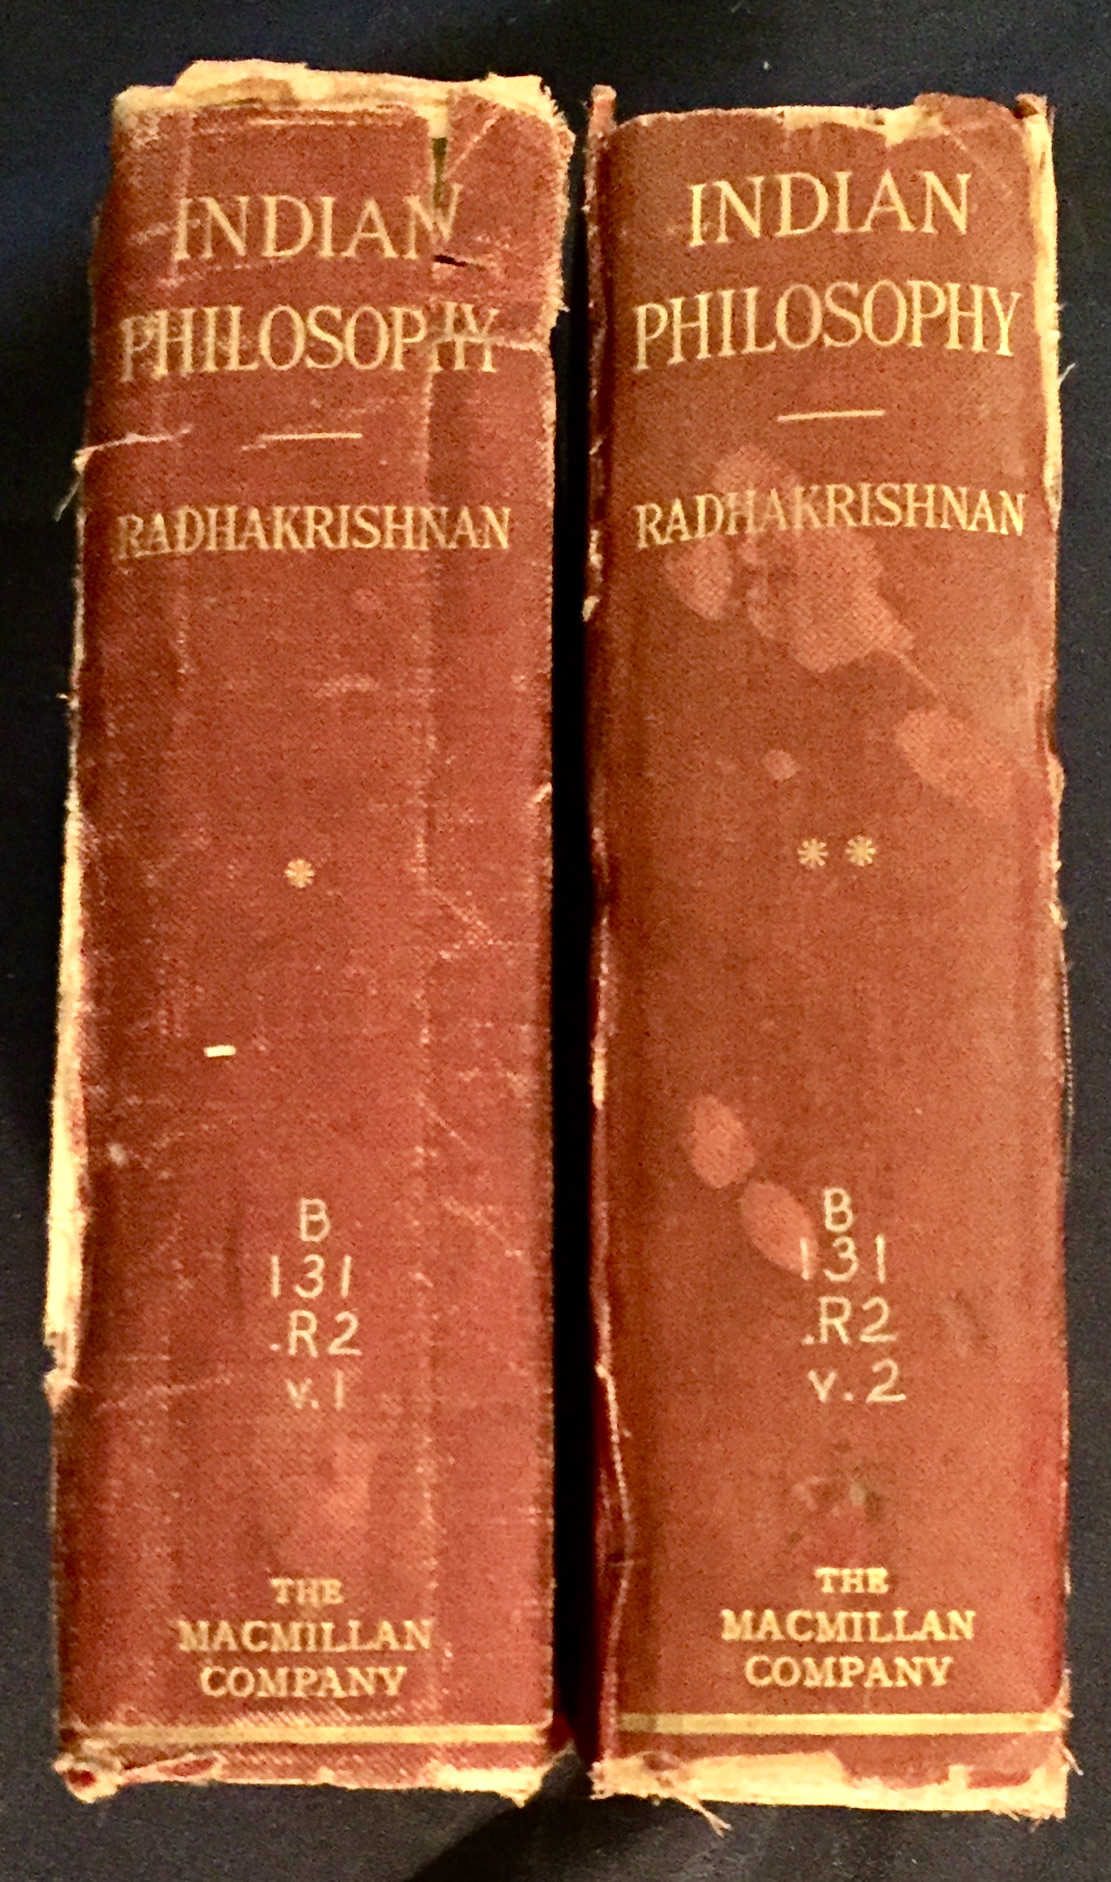 INDIAN
PHILOSOPHY
RADHAKRISHNAN
*
B
131
.R2
v.1
THE
MACMILLAN
COMPANY
INDIAN
PHILOSOPHY
RADHAKRISHNAN
* *
B
131
.R2
v.2
THE
MACMILLAN
COMPANY